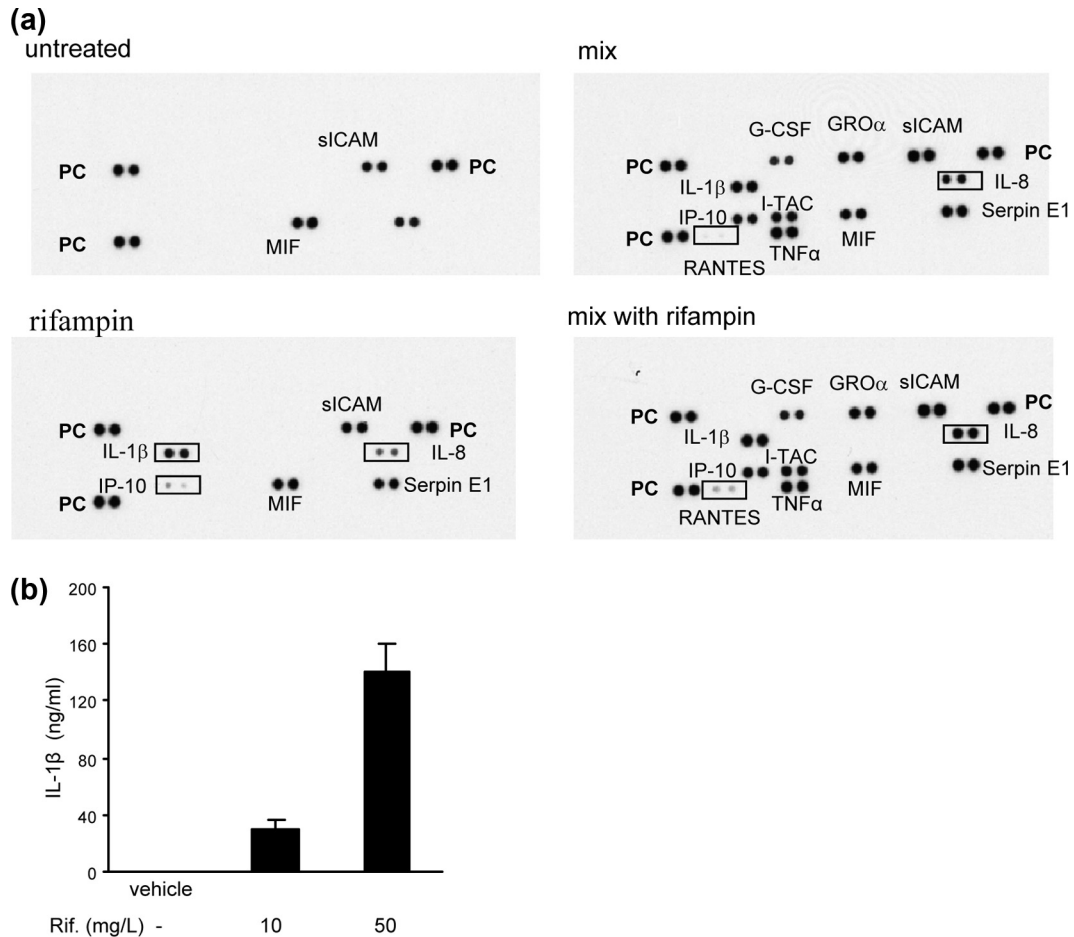 (a)
untreated
sICAM
PC
PC
PC
MIF
mix
G-CSF
GROα
sICAM
PC
PC
IL-1β
IL-8
I-TAC
IP-10
Serpin E1
PC
MIF
TNFα
RANTES
rifampin
sICAM
PC
PC
IL-1β
IL-8
IP-10
Serpin E1
PC
MIF
mix with rifampin
G-CSF
GROα
sICAM
PC
PC
IL-1β
IL-8
I-TAC
IP-10
Serpin E1
PC
MIF
TNFα
RANTES
(b)
IL-1β (ng/ml)
200
160
120
80
40
0
vehicle
Rif. (mg/L) - 10 50